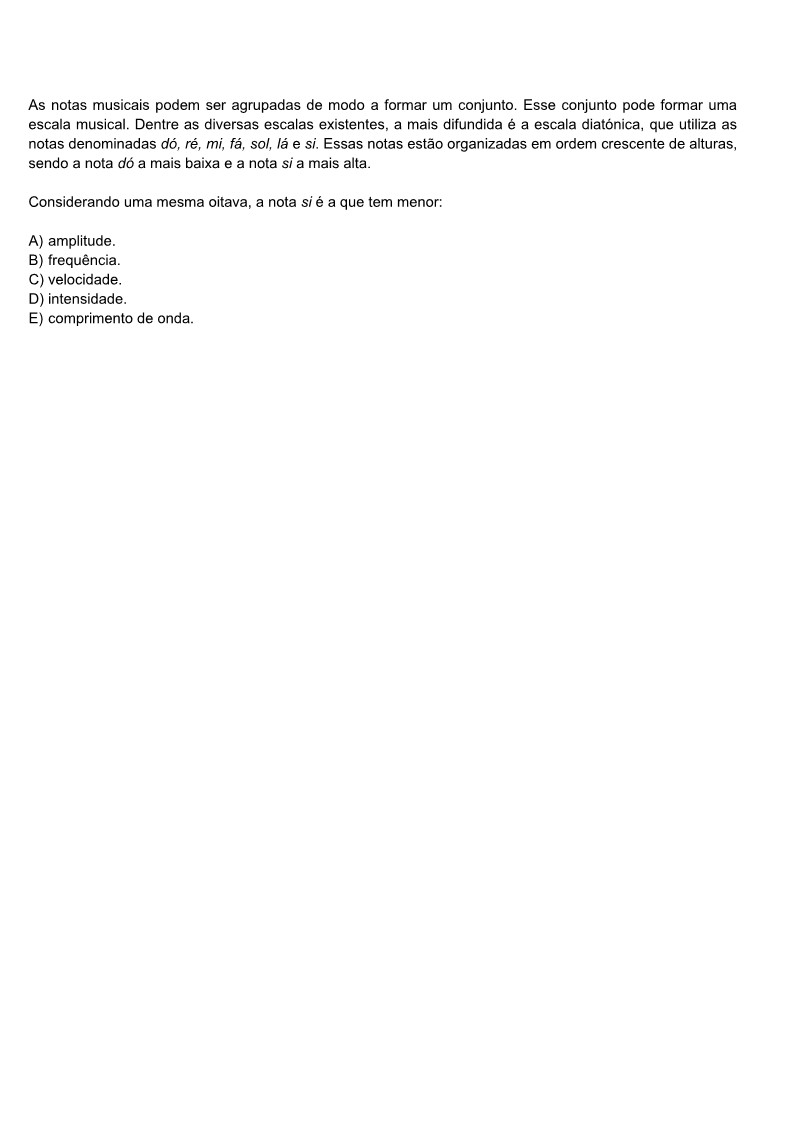 As notas musicais podem ser agrupadas de modo a formar um conjunto. Esse conjunto pode formar uma
escala musical. Dentre as diversas escalas existentes, a mais difundida é a escala diatónica, que utiliza as
notas denominadas dó, ré, mi, fá, sol, lá e si. Essas notas estão organizadas em ordem crescente de alturas,
sendo a nota dó a mais baixa e a nota si a mais alta.
Considerando uma mesma oitava, a nota si é a que tem menor:
A) amplitude.
B) frequência.
C) velocidade.
D) intensidade.
E) comprimento de onda.